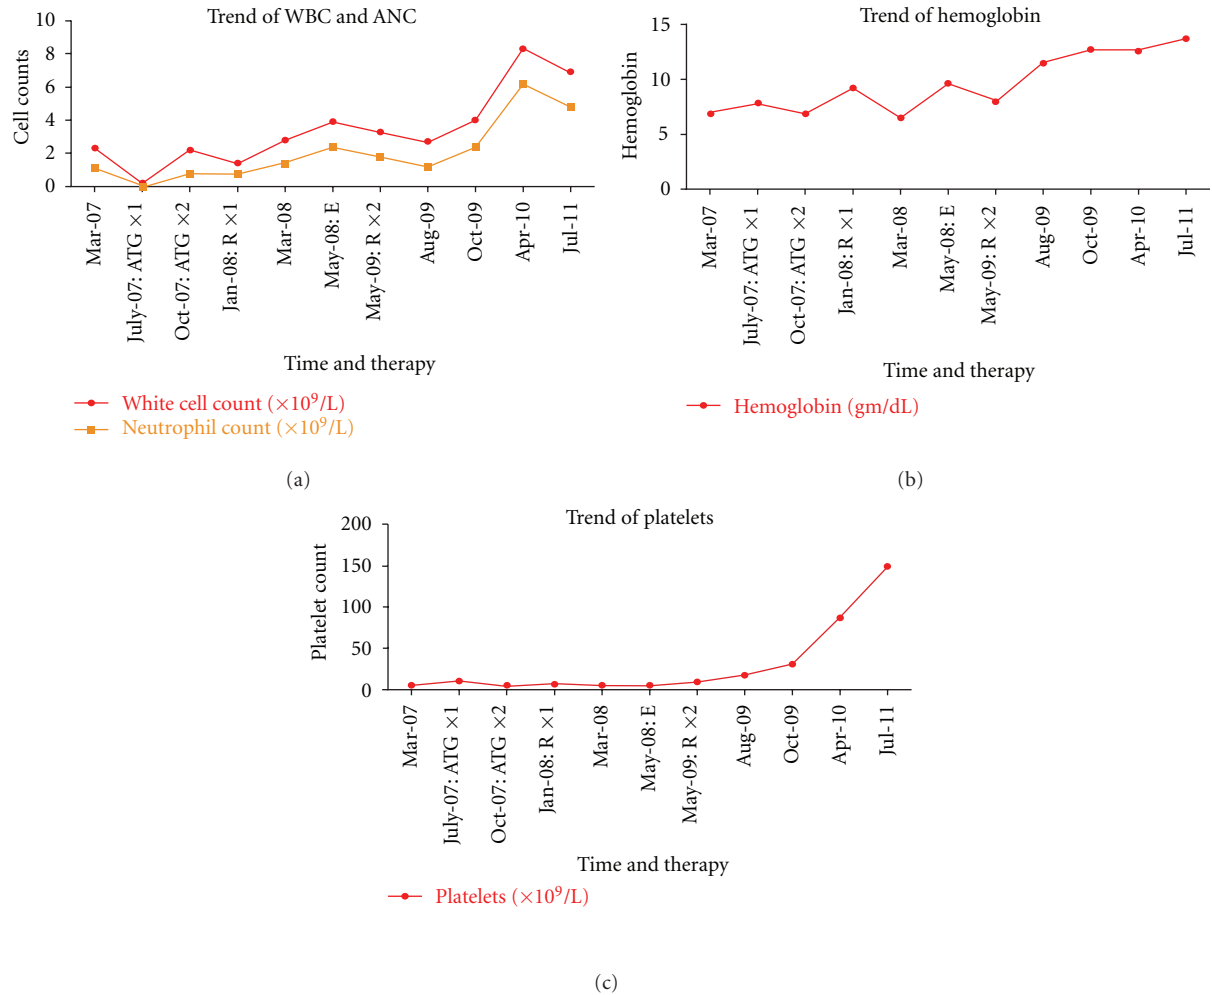 Trend of WBC and ANC
10
8
6
4
2
0
Cell counts
Mar-07
July-07: ATG ×1
Oct-07: ATG ×2
Jan-08: R ×1
Mar-08
May-08: E
May-09: R ×2
Aug-09
Oct-09
Apr-10
Jul-11
Time and therapy
White cell count (×10⁹/L)
Neutrophil count (×10⁹/L)
(a)
Trend of hemoglobin
15
10
5
0
Hemoglobin
Mar-07
July-07: ATG ×1
Oct-07: ATG ×2
Jan-08: R ×1
Mar-08
May-08: E
May-09: R ×2
Aug-09
Oct-09
Apr-10
Jul-11
Time and therapy
Hemoglobin (gm/dL)
(b)
Trend of platelets
200
150
100
50
0
Platelet count
Mar-07
July-07: ATG ×1
Oct-07: ATG ×2
Jan-08: R ×1
Mar-08
May-08: E
May-09: R ×2
Aug-09
Oct-09
Apr-10
Jul-11
Time and therapy
Platelets (×10⁹/L)
(c)